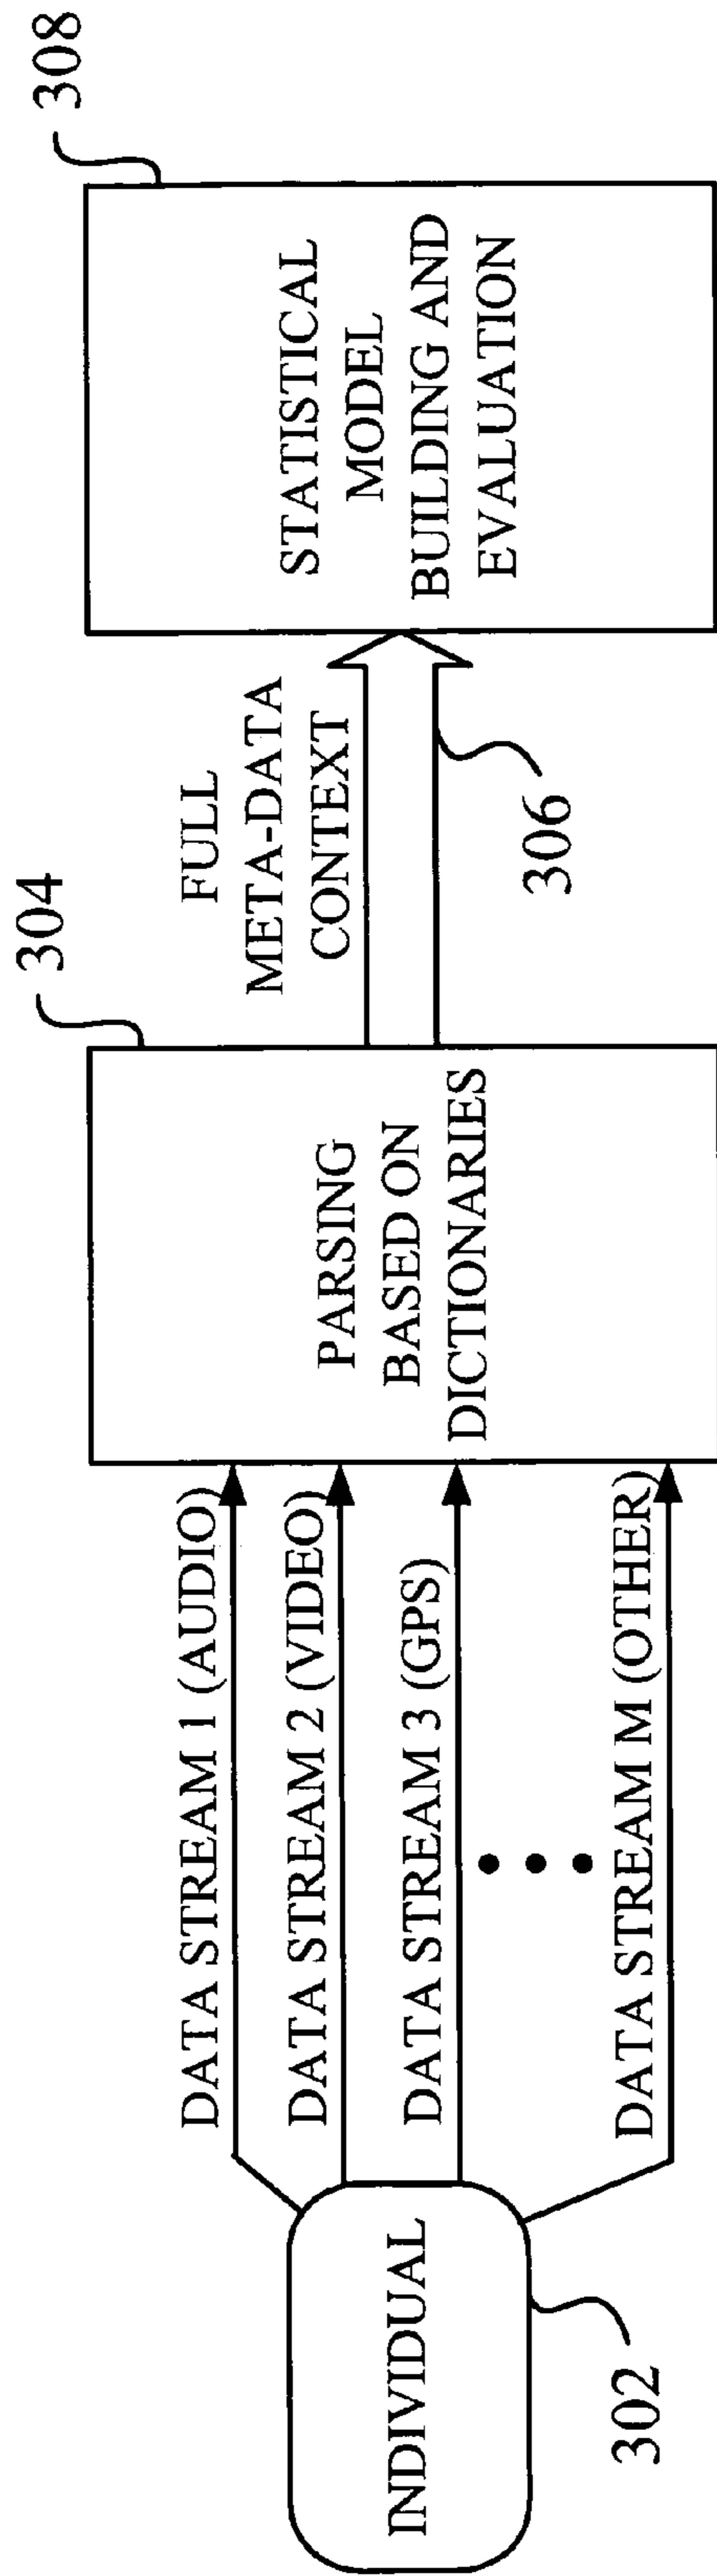 INDIVIDUAL
302
DATA STREAM 1 (AUDIO)
DATA STREAM 2 (VIDEO)
DATA STREAM 3 (GPS)
DATA STREAM M (OTHER)
304
PARSING
BASED ON
DICTIONARIES
FULL
META-DATA
CONTEXT
306
308
STATISTICAL
MODEL
BUILDING AND
EVALUATION